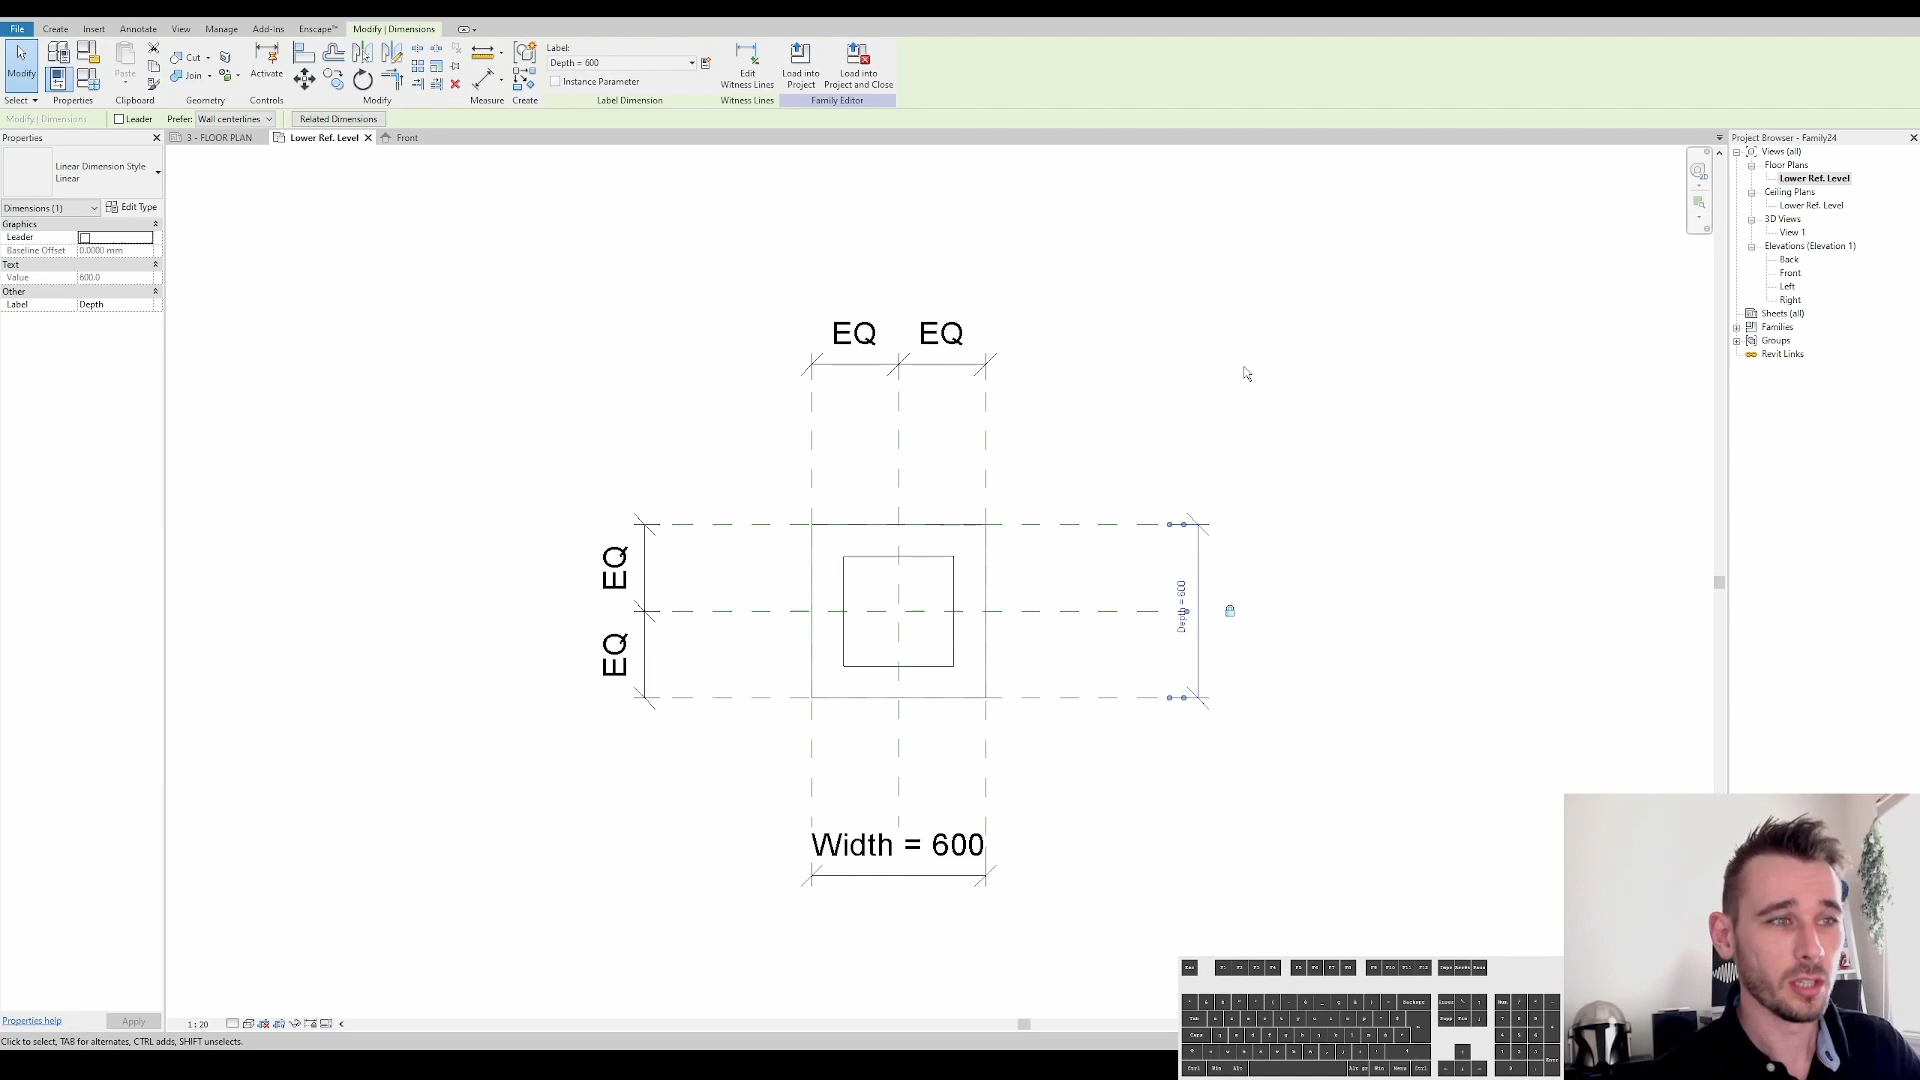 File Create Insert Annotate View Manage Add-Ins Enscape™ Modify | Dimensions
Label:
Depth = 600
Instance Parameter
Modify
Paste
Cut
Join
Activate
Edit
Witness Lines
Load into
Project
Load into
Project and Close
Select Properties Clipboard Geometry Controls Modify Measure Create Label Dimension Witness Lines Family Editor
Modify | Dimensions Leader Prefer: Wall centerlines Related Dimensions
Properties
3 - FLOOR PLAN Lower Ref. Level Front
Project Browser - Family24
Linear Dimension Style
Linear
Dimensions (1) Edit Type
Graphics
Leader
Baseline Offset 0.0000 mm
Text
Value 600.0
Other
Label Depth
Views (all)
Floor Plans
Lower Ref. Level
Ceiling Plans
Lower Ref. Level
3D Views
View 1
Elevations (Elevation 1)
Back
Front
Left
Right
Sheets (all)
Families
Groups
Revit Links
2D
EQ EQ
EQ
EQ
Depth = 600
Width = 600
Properties help Apply
1 : 20
Click to select, TAB for alternates, CTRL adds, SHIFT unselects.